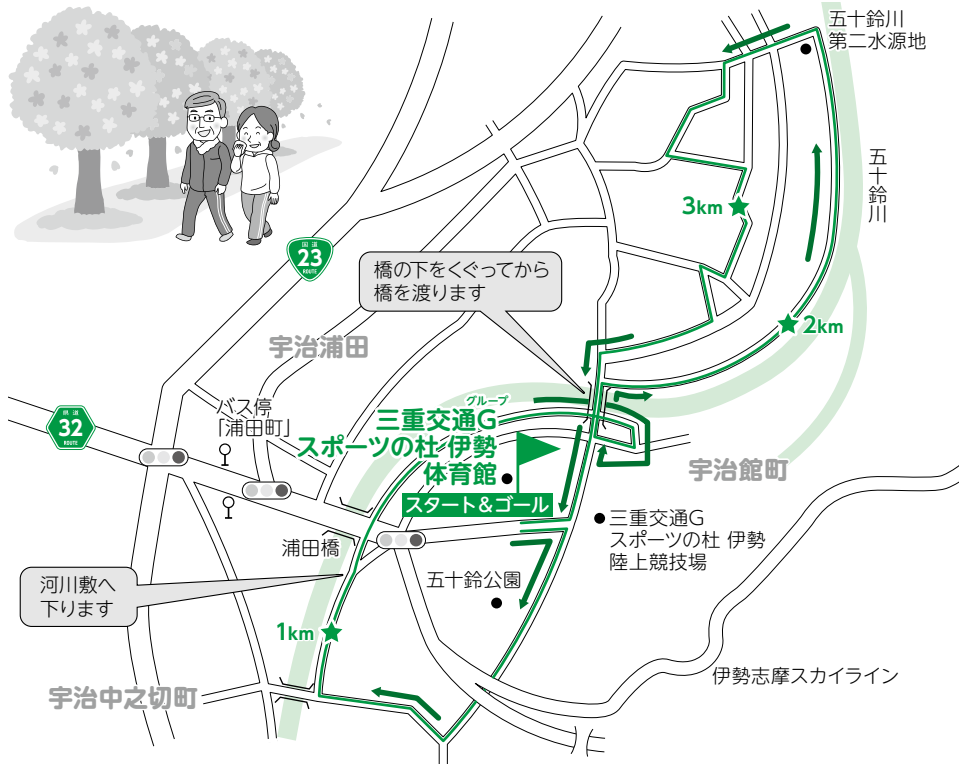 五十鈴川
第二水源地
五十鈴川
3km
国道
23
ROUTE
橋の下をくぐってから
橋を渡ります
2km
宇治浦田
県道
32
ROUTE
バス停
「浦田町」
グループ
三重交通G
スポーツの杜 伊勢
体育館
スタート&ゴール
宇治館町
三重交通G
スポーツの杜 伊勢
陸上競技場
浦田橋
河川敷へ
下ります
五十鈴公園
1km
伊勢志摩スカイライン
宇治中之切町